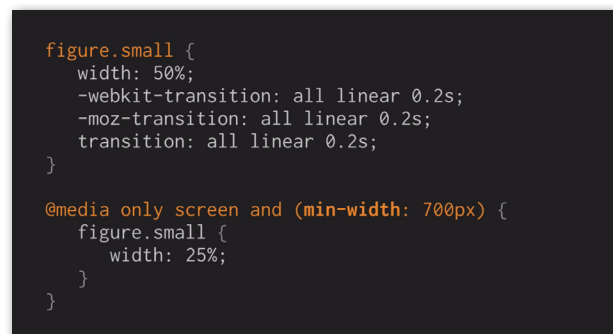 figure.small {
width: 50%;
-webkit-transition: all linear 0.2s;
-moz-transition: all linear 0.2s;
transition: all linear 0.2s;
}
@media only screen and (min-width: 700px) {
figure.small {
width: 25%;
}
}